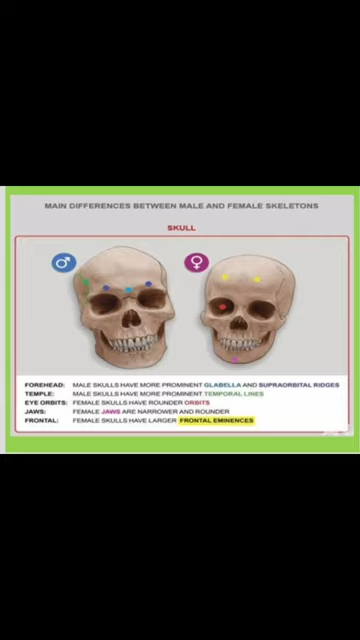 MAIN DIFFERENCES BETWEEN MALE AND FEMALE SKELETONS
SKULL
♂ ♀
FOREHEAD: MALE SKULLS HAVE MORE PROMINENT GLABELLA AND SUPRAORBITAL RIDGES
TEMPLE: MALE SKULLS HAVE MORE PROMINENT TEMPORAL LINES
EYE ORBITS: FEMALE SKULLS HAVE ROUNDER ORBITS
JAWS: FEMALE JAWS ARE NARROWER AND ROUNDER
FRONTAL: FEMALE SKULLS HAVE LARGER FRONTAL EMINENCES